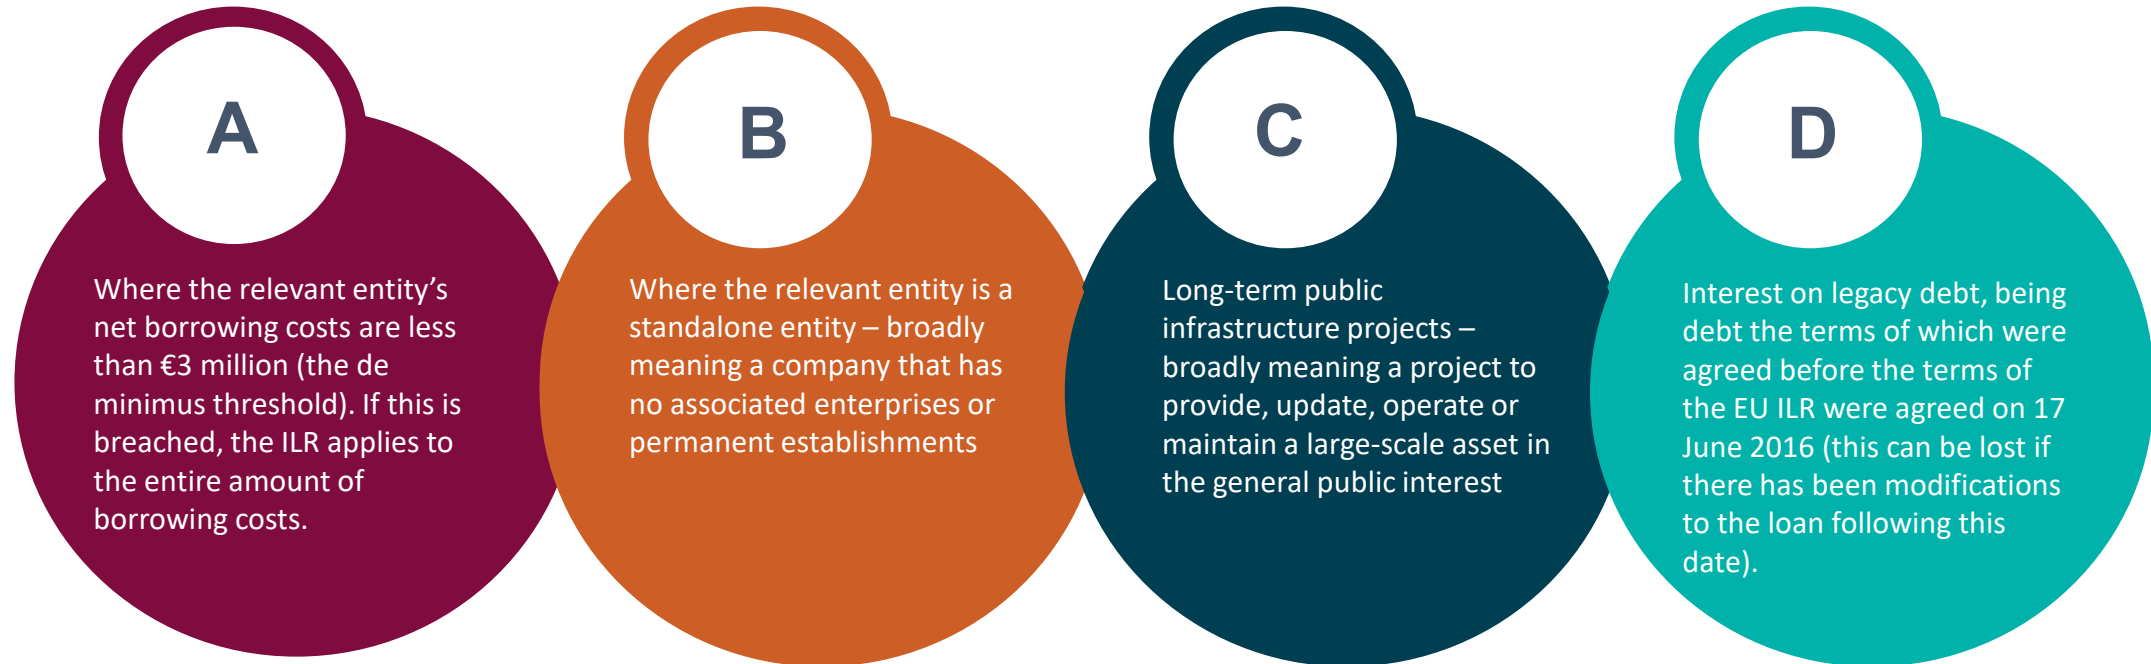 A
Where the relevant entity’s
net borrowing costs are less
than €3 million (the de
minimus threshold). If this is
breached, the ILR applies to
the entire amount of
borrowing costs.
B
Where the relevant entity is a
standalone entity – broadly
meaning a company that has
no associated enterprises or
permanent establishments
C
Long-term public
infrastructure projects –
broadly meaning a project to
provide, update, operate or
maintain a large-scale asset in
the general public interest
D
Interest on legacy debt, being
debt the terms of which were
agreed before the terms of
the EU ILR were agreed on 17
June 2016 (this can be lost if
there has been modifications
to the loan following this
date).